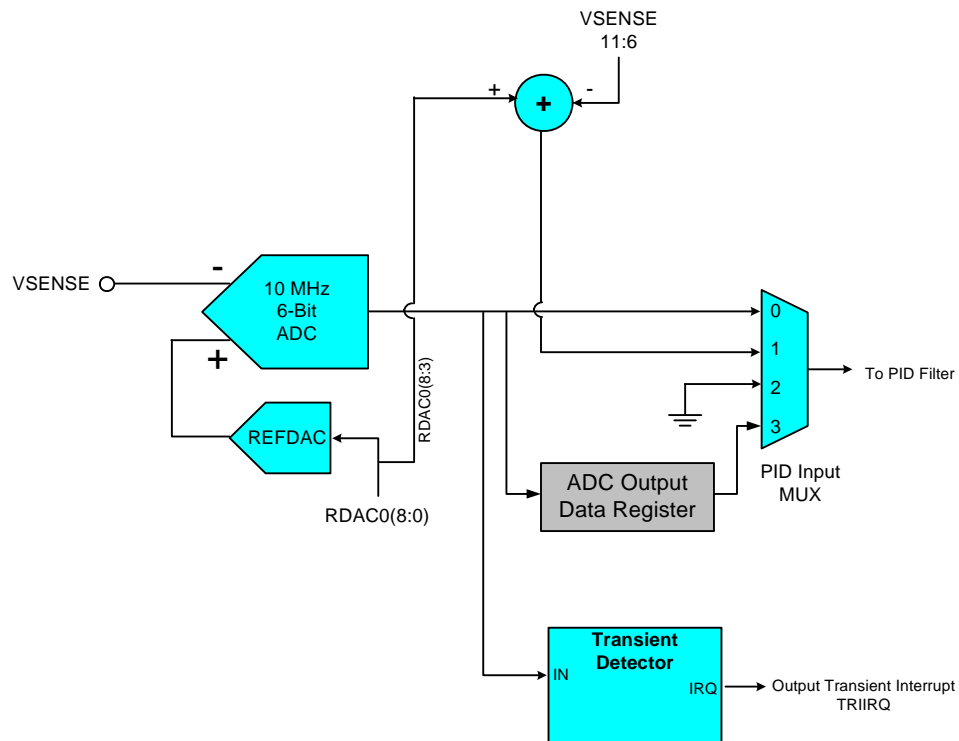 VSENSE
11:6
+
-
+
VSENSE
-
10 MHz
6-Bit
ADC
+
REFDAC
RDAC0(8:3)
RDAC0(8:0)
0
1
2
3
To PID Filter
PID Input
MUX
ADC Output
Data Register
Transient
Detector
IN
IRQ
Output Transient Interrupt
TRIIRQ